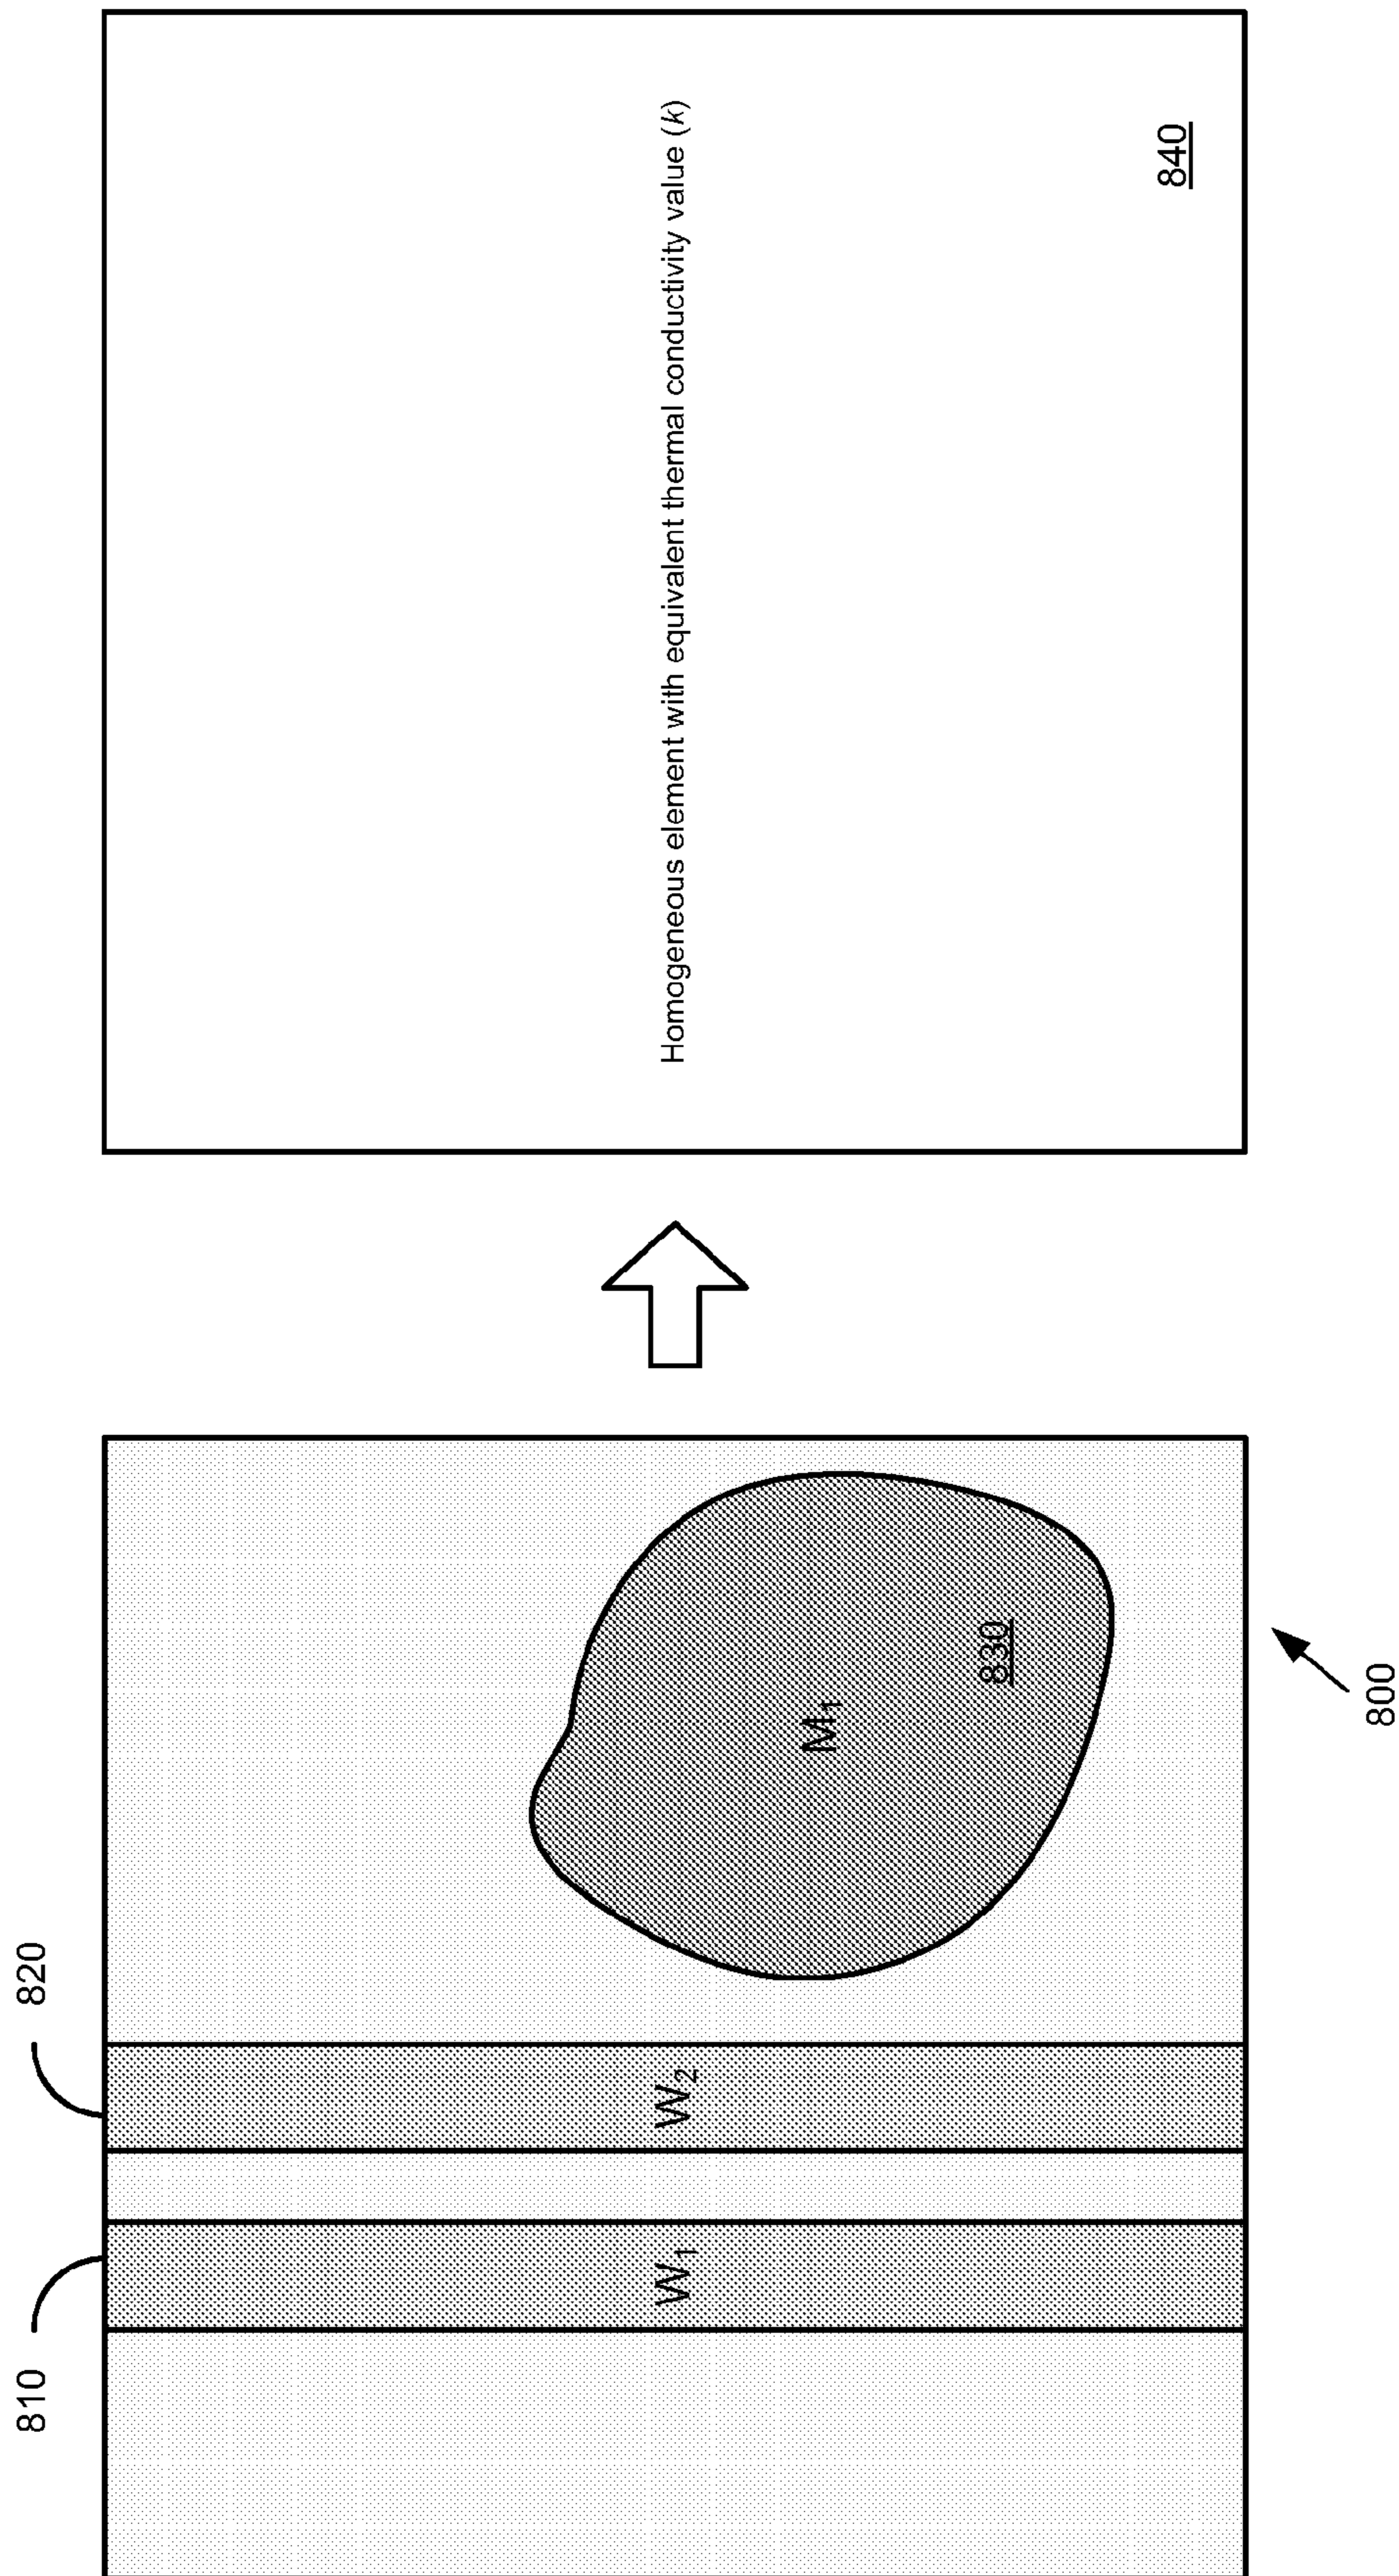 810
820
W₁
W₂
M₁
830
800
Homogeneous element with equivalent thermal conductivity value (k)
840